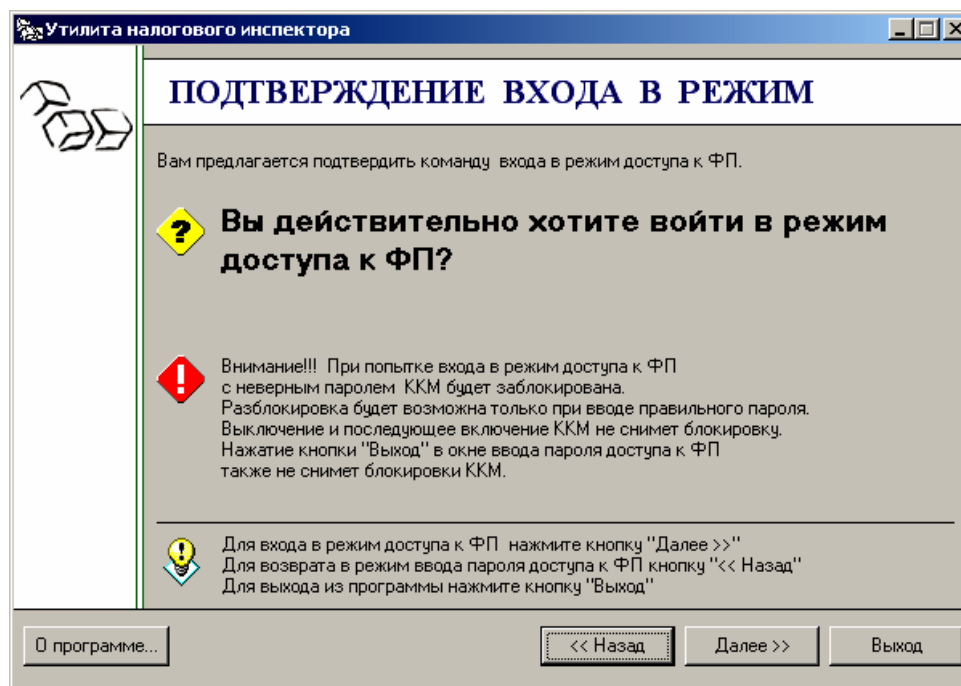 Утилита налогового инспектора
ПОДТВЕРЖДЕНИЕ ВХОДА В РЕЖИМ
Вам предлагается подтвердить команду входа в режим доступа к ФП.
?
Вы действительно хотите войти в режим
доступа к ФП?
!
Внимание!!! При попытке входа в режим доступа к ФП
с неверным паролем ККМ будет заблокирована.
Разблокировка будет возможна только при вводе правильного пароля.
Выключение и последующее включение ККМ не снимет блокировку.
Нажатие кнопки "Выход" в окне ввода пароля доступа к ФП
также не снимет блокировки ККМ.
Для входа в режим доступа к ФП нажмите кнопку "Далее >>"
Для возврата в режим ввода пароля доступа к ФП кнопку "<< Назад"
Для выхода из программы нажмите кнопку "Выход"
О программе...
<< Назад
Далее >>
Выход